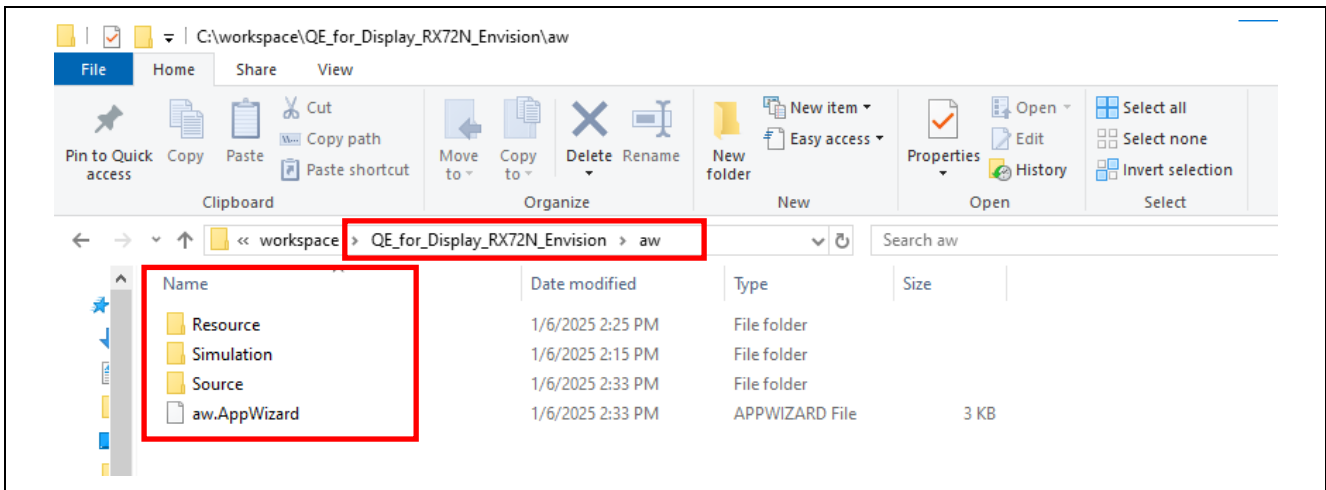 C:\workspace\QE_for_Display_RX72N_Envision\aw
File Home Share View
Pin to Quick access
Copy
Paste
Cut
Copy path
Paste shortcut
Move to
Copy to
Delete
Rename
New folder
New item
Easy access
Properties
Open
Edit
History
Select all
Select none
Invert selection
Clipboard Organize New Open Select
« workspace > QE_for_Display_RX72N_Envision > aw
Search aw
Name Date modified Type Size
Resource 1/6/2025 2:25 PM File folder
Simulation 1/6/2025 2:15 PM File folder
Source 1/6/2025 2:33 PM File folder
aw.AppWizard 1/6/2025 2:33 PM APPWIZARD File 3 KB